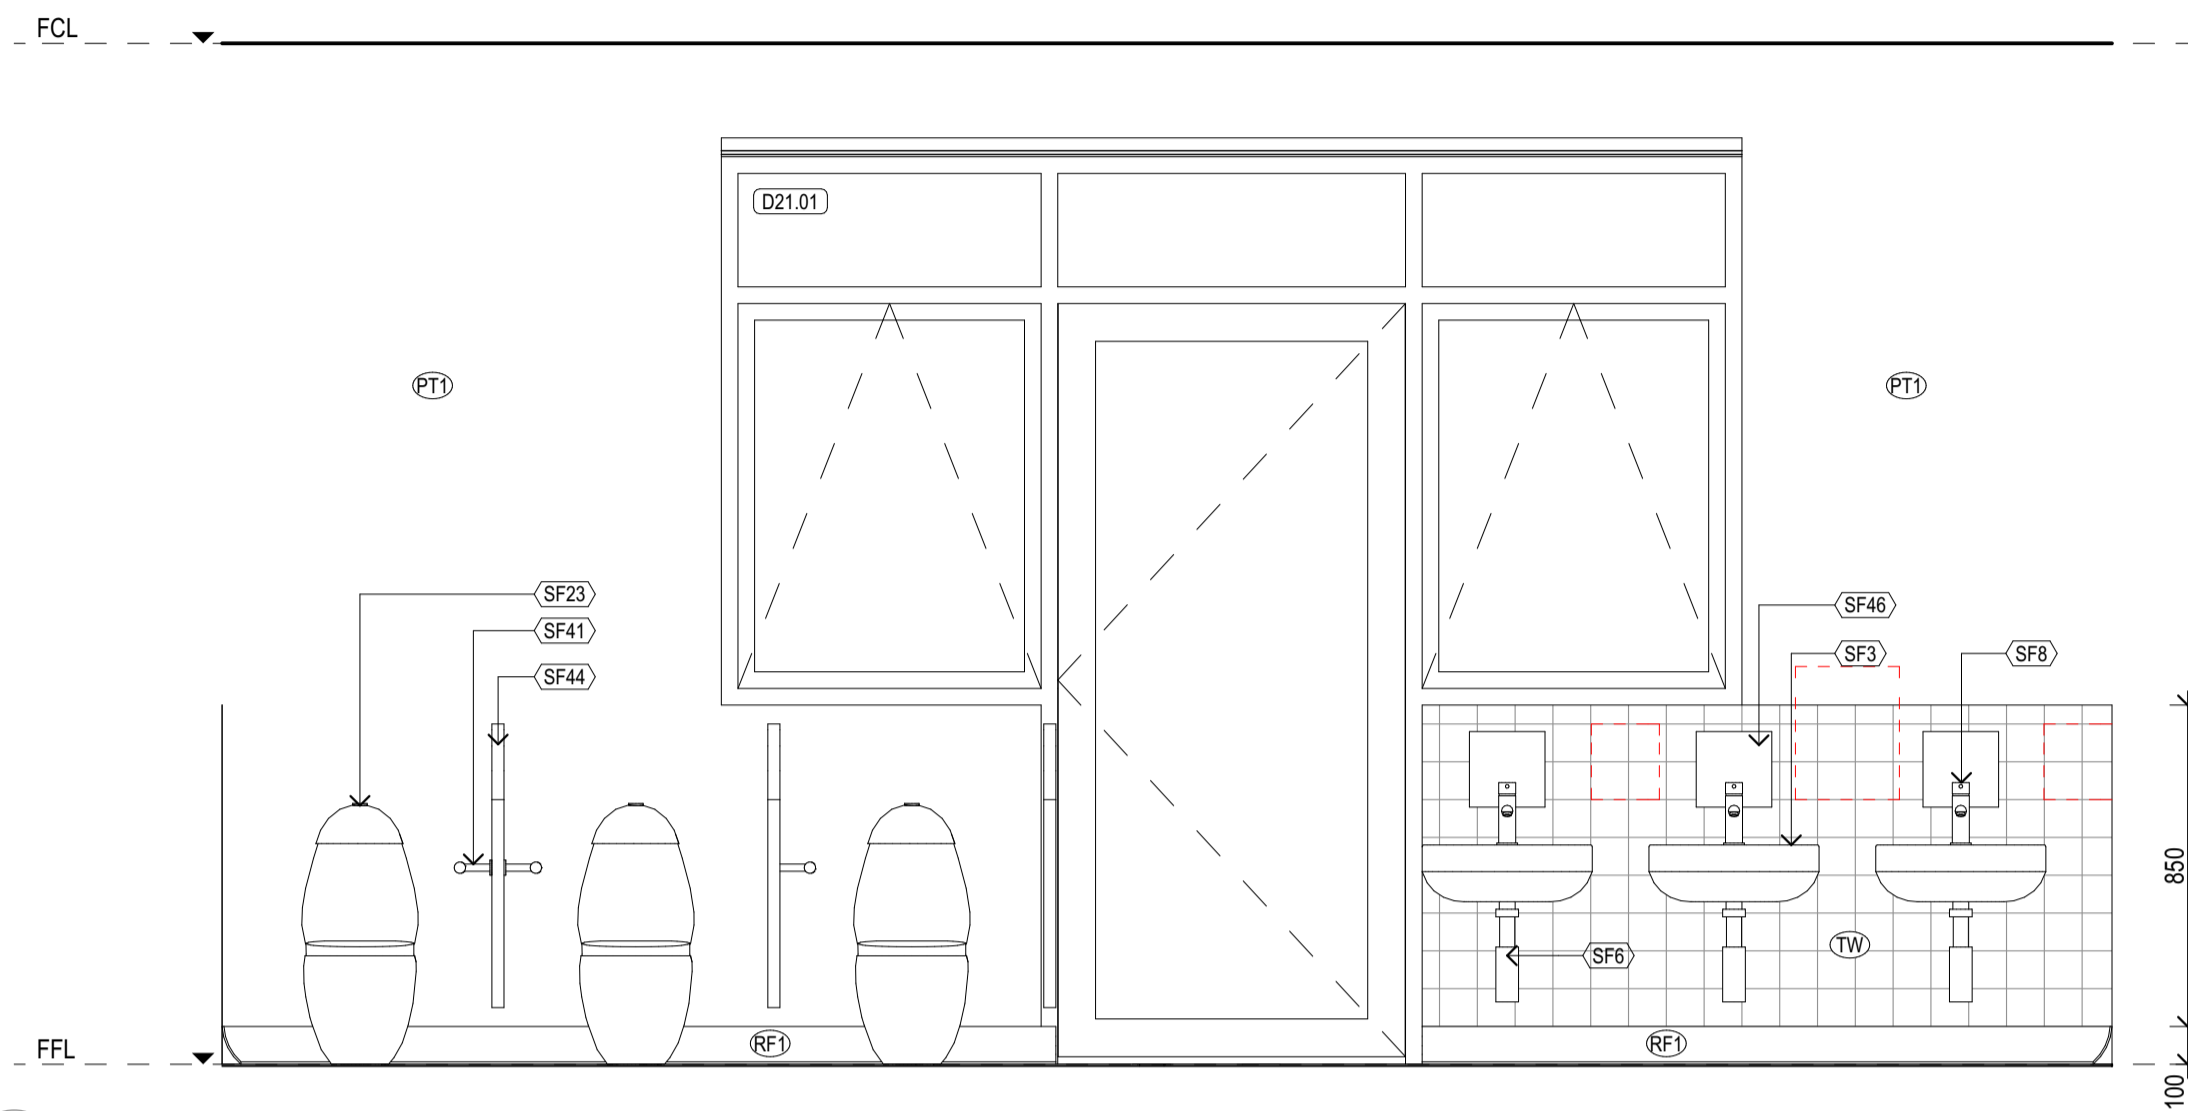 FCL
D21.01
PT1
PT1
SF23
SF46
SF41
SF3
SF8
SF44
850
TW
SF6
RF1
RF1
FFL
100